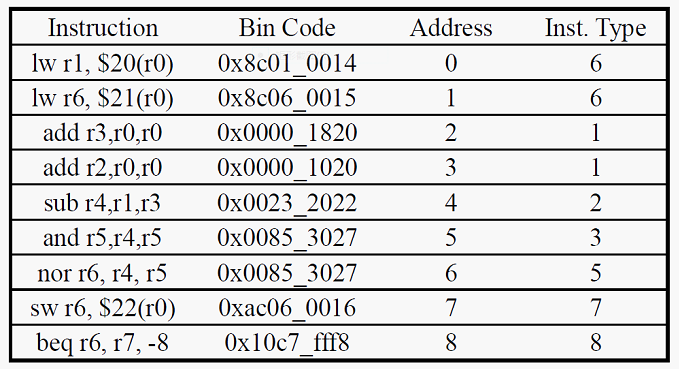 Instruction Bin Code Address Inst. Type
lw r1, $20(r0) 0x8c01_0014 0 6
lw r6, $21(r0) 0x8c06_0015 1 6
add r3,r0,r0 0x0000_1820 2 1
add r2,r0,r0 0x0000_1020 3 1
sub r4,r1,r3 0x0023_2022 4 2
and r5,r4,r5 0x0085_3027 5 3
nor r6, r4, r5 0x0085_3027 6 5
sw r6, $22(r0) 0xac06_0016 7 7
beq r6, r7, -8 0x10c7_fff8 8 8